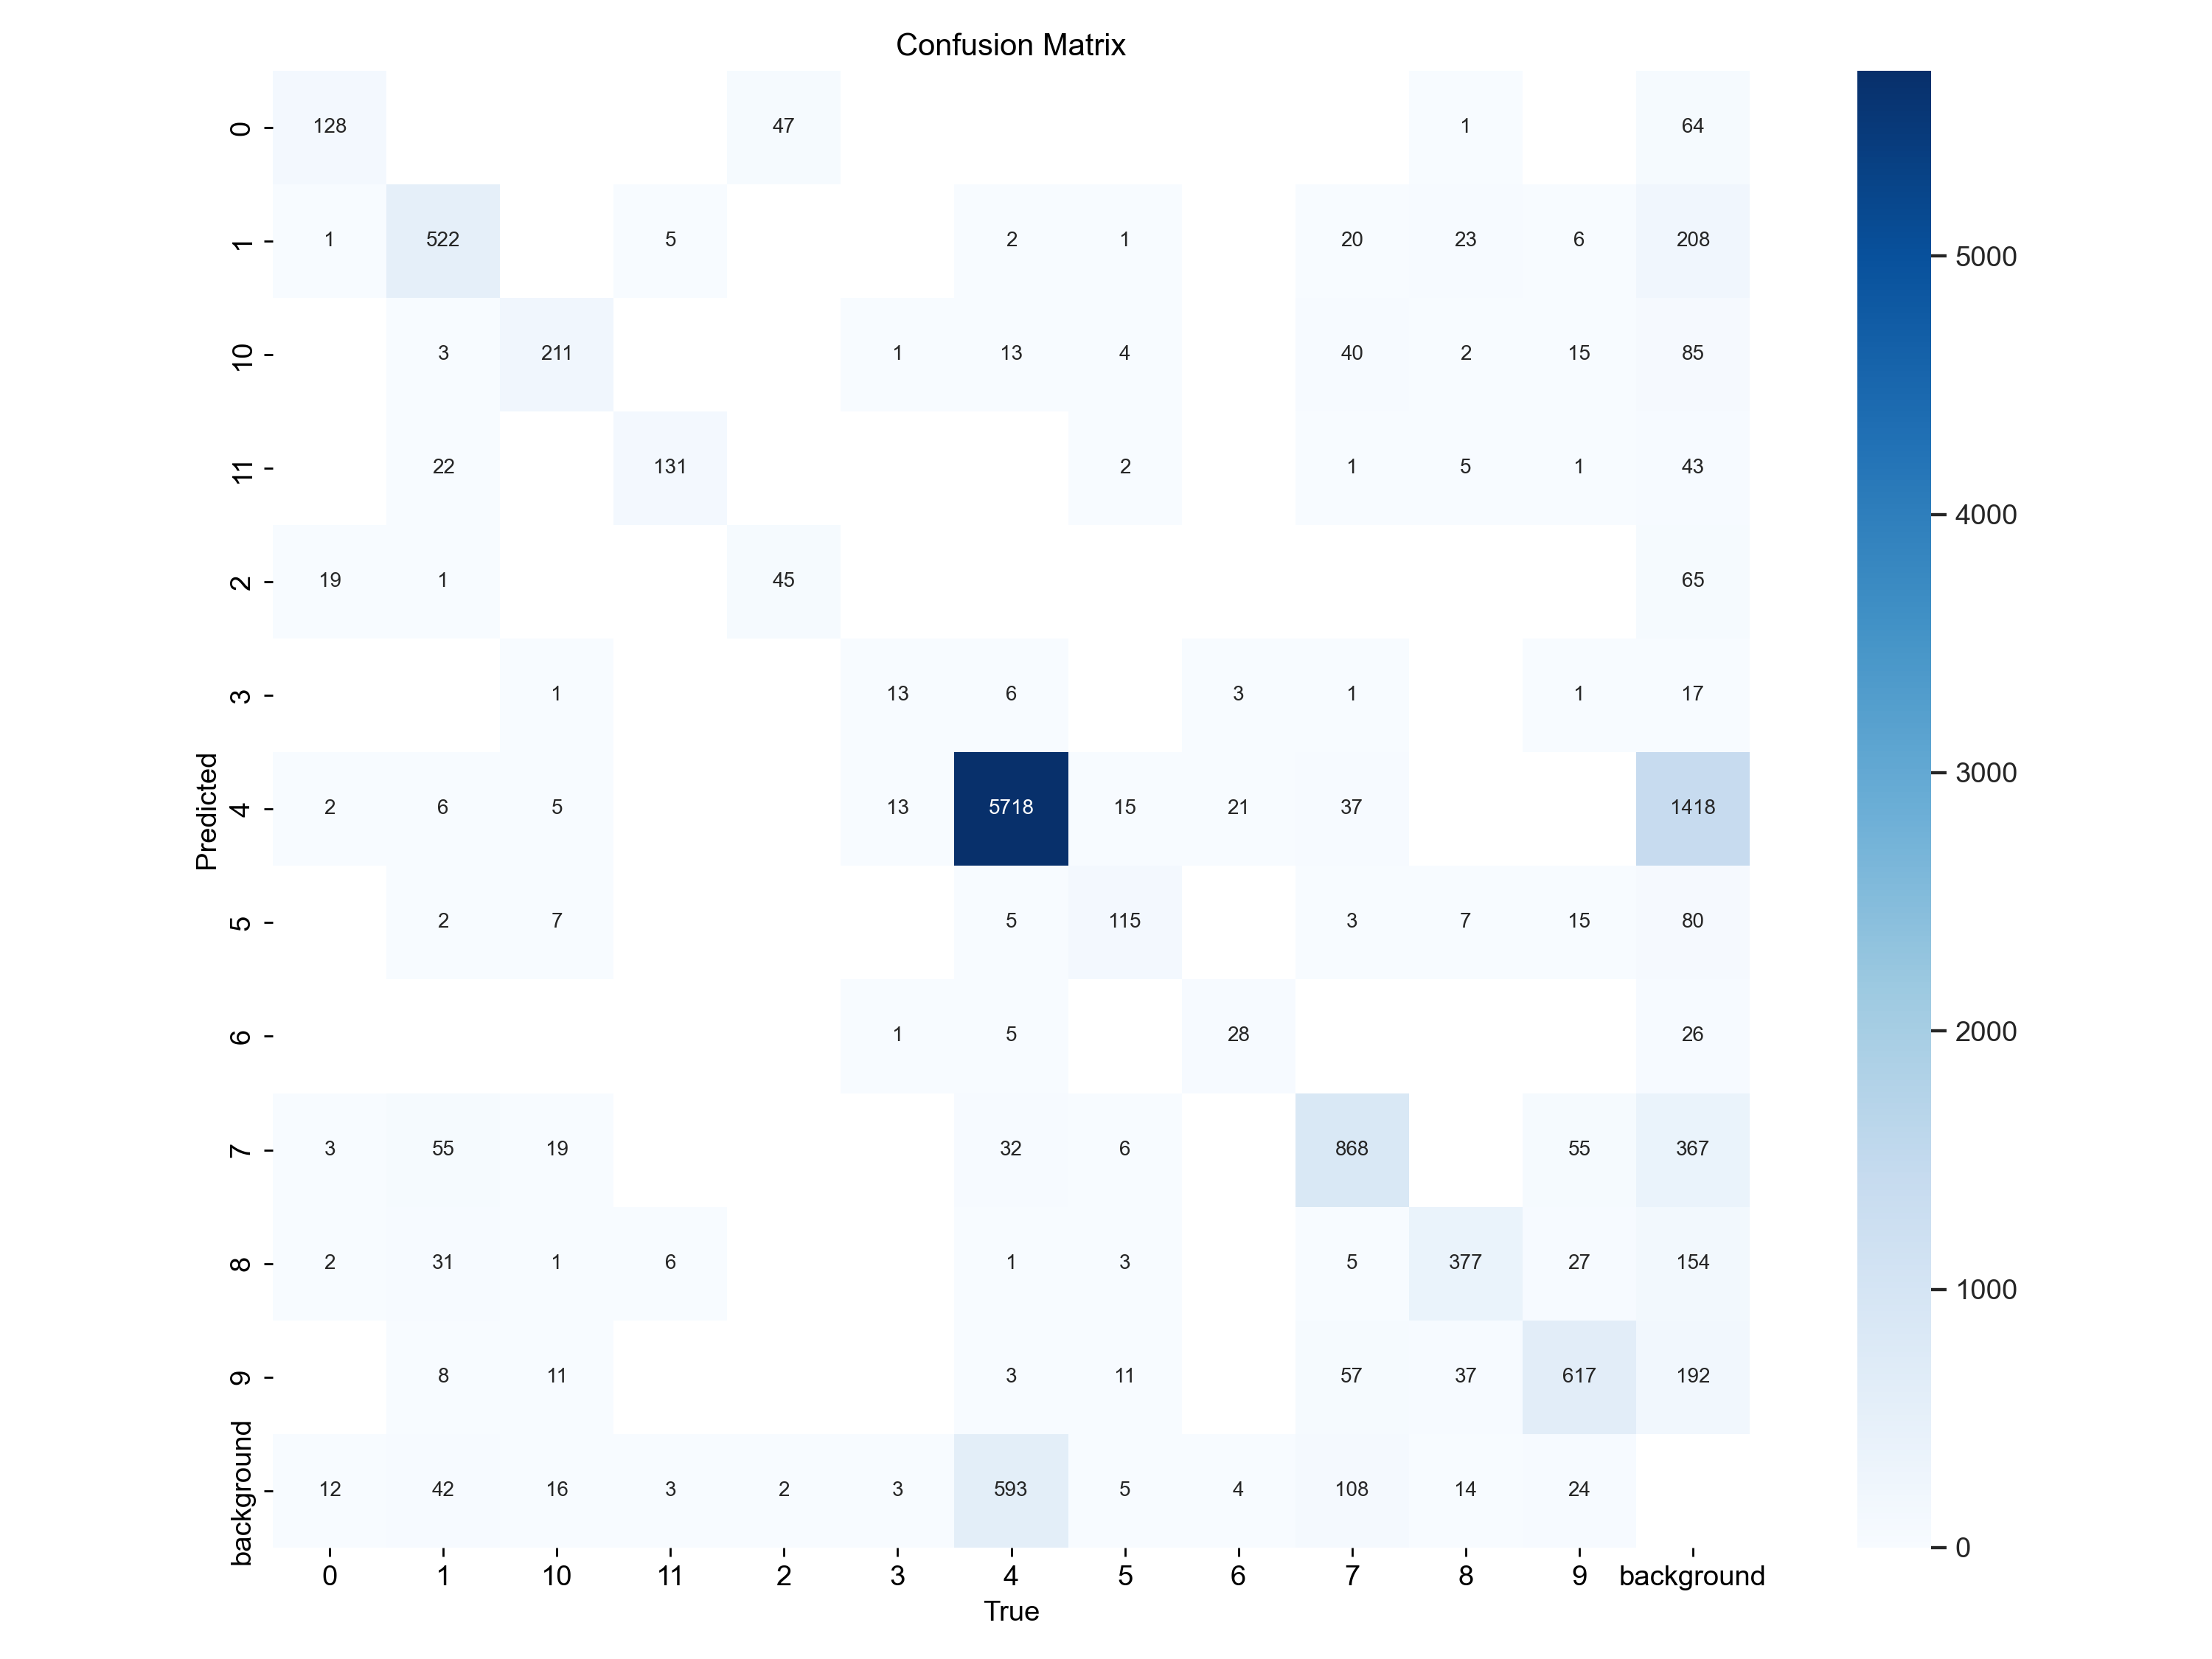 Confusion Matrix
0 128 47 1 64
1 1 522 5 2 1 20 23 6 208
10 3 211 1 13 4 40 2 15 85
11 22 131 2 1 5 1 43
2 19 1 45 65
3 1 13 6 3 1 1 17
4 2 6 5 13 5718 15 21 37 1418
5 2 7 5 115 3 7 15 80
6 1 5 28 26
7 3 55 19 32 6 868 55 367
8 2 31 1 6 1 3 5 377 27 154
9 8 11 3 11 57 37 617 192
background 12 42 16 3 2 3 593 5 4 108 14 24
0 1 10 11 2 3 4 5 6 7 8 9 background
True
Predicted
5000
4000
3000
2000
1000
0